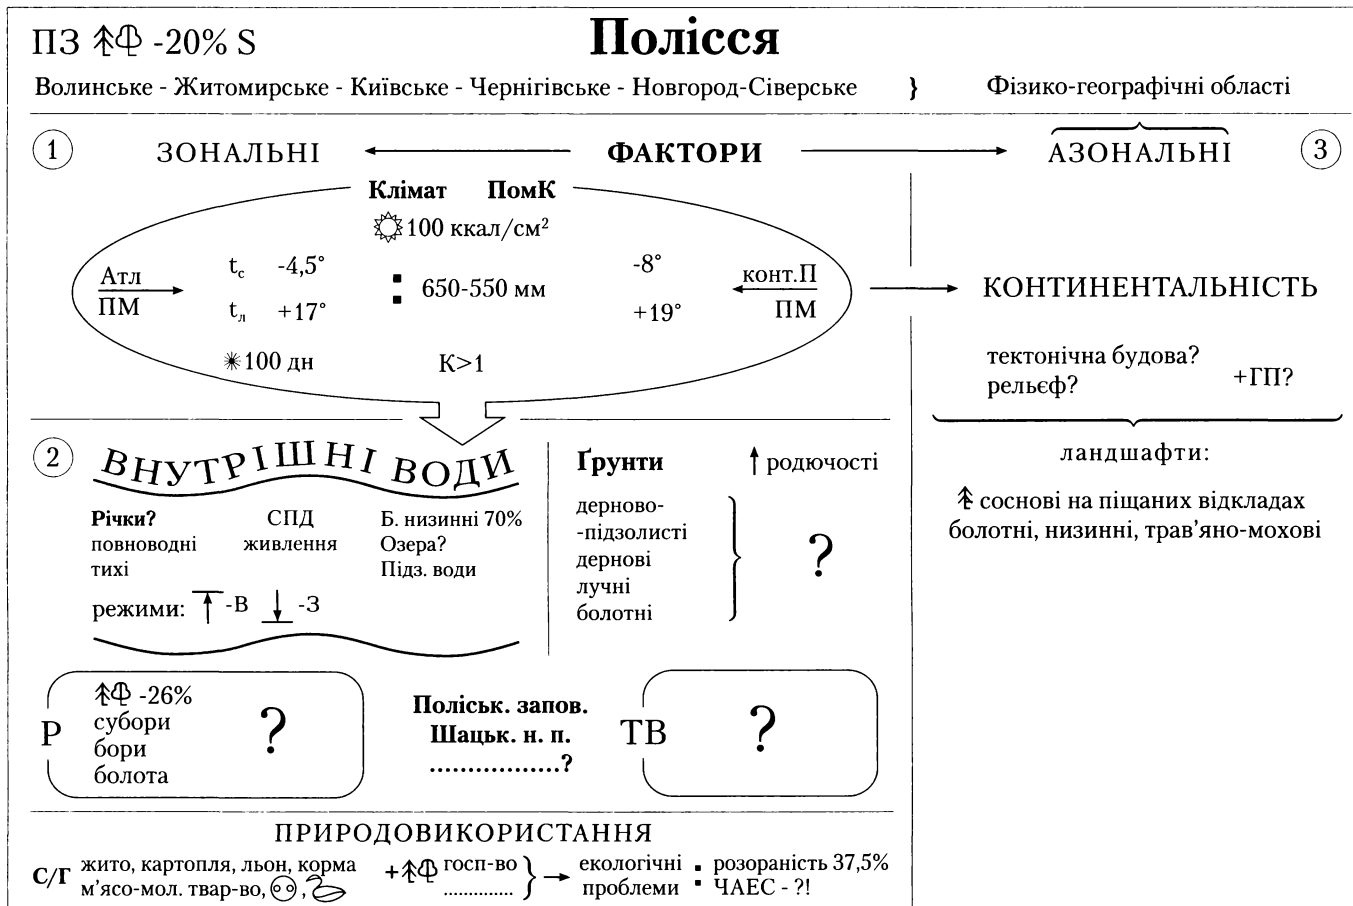 ПЗ -20% S
Полісся
Волинське - Житомирське - Київське - Чернігівське - Новгород-Сіверське } Фізико-географічні області
1 ЗОНАЛЬНІ ФАКТОРИ АЗОНАЛЬНІ 3
Клімат ПомК
100 ккал/см²
Атл
ПМ
tс -4,5°
tл +17°
650-550 мм
-8°
+19°
конт.П
ПМ
100 дн К>1
КОНТИНЕНТАЛЬНІСТЬ
тектонічна будова?
рельєф?
+ГП?
ландшафти:
соснові на піщаних відкладах
болотні, низинні, трав’яно-мохові
2 ВНУТРІШНІ ВОДИ
Річки?
повноводні
тихі
СПД
живлення
Б. низинні 70%
Озера?
Підз. води
режими: -В -З
Ґрунти
родючості
дерново-
-підзолисті
дернові
лучні
болотні
?
Р
-26%
субори
бори
болота
?
Поліськ. запов.
Шацьк. н. п.
.................?
ТВ
?
ПРИРОДОВИКОРИСТАННЯ
С/Г
жито, картопля, льон, корма
м’ясо-мол. твар-во, ,
+ госп-во
..............
екологічні
проблеми
розораність 37,5%
ЧАЕС - ?!